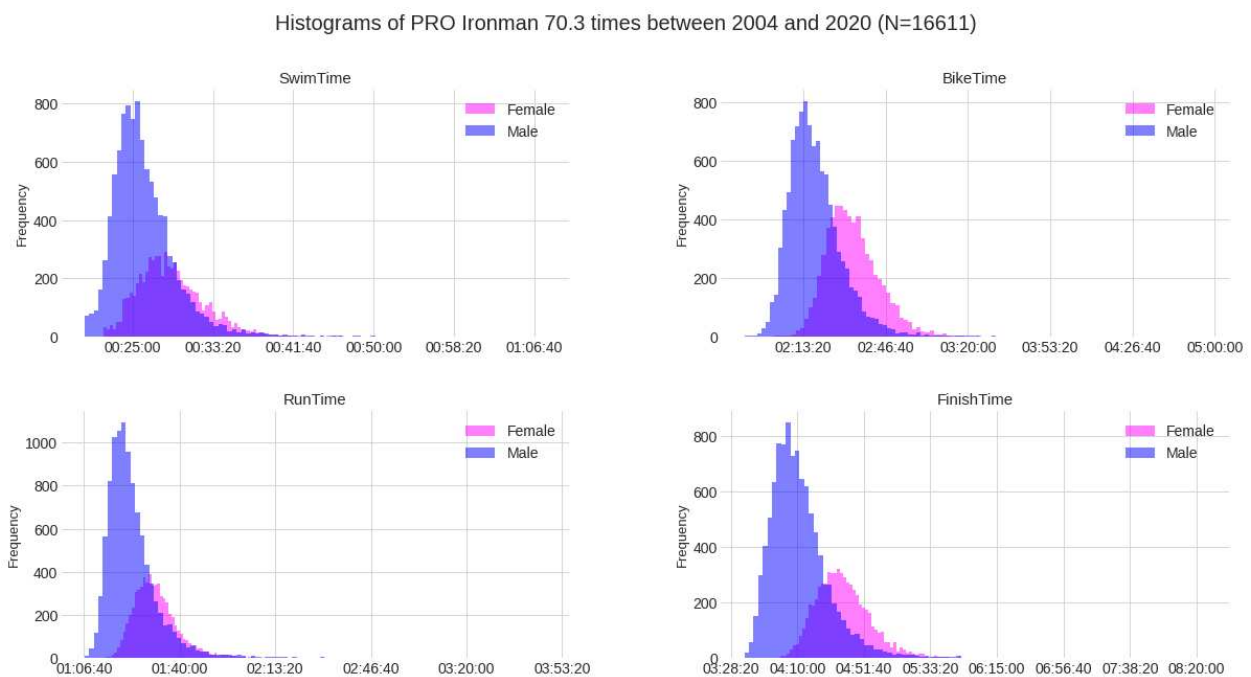 Histograms of PRO Ironman 70.3 times between 2004 and 2020 (N=16611)
SwimTime
800
600
400
200
0
Frequency
Female
Male
00:25:00 00:33:20 00:41:40 00:50:00 00:58:20 01:06:40
BikeTime
800
600
400
200
0
Frequency
Female
Male
02:13:20 02:46:40 03:20:00 03:53:20 04:26:40 05:00:00
RunTime
1000
800
600
400
200
0
Frequency
Female
Male
01:06:40 01:40:00 02:13:20 02:46:40 03:20:00 03:53:20
FinishTime
800
600
400
200
0
Frequency
Female
Male
03:28:20 04:10:00 04:51:40 05:33:20 06:15:00 06:56:40 07:38:20 08:20:00